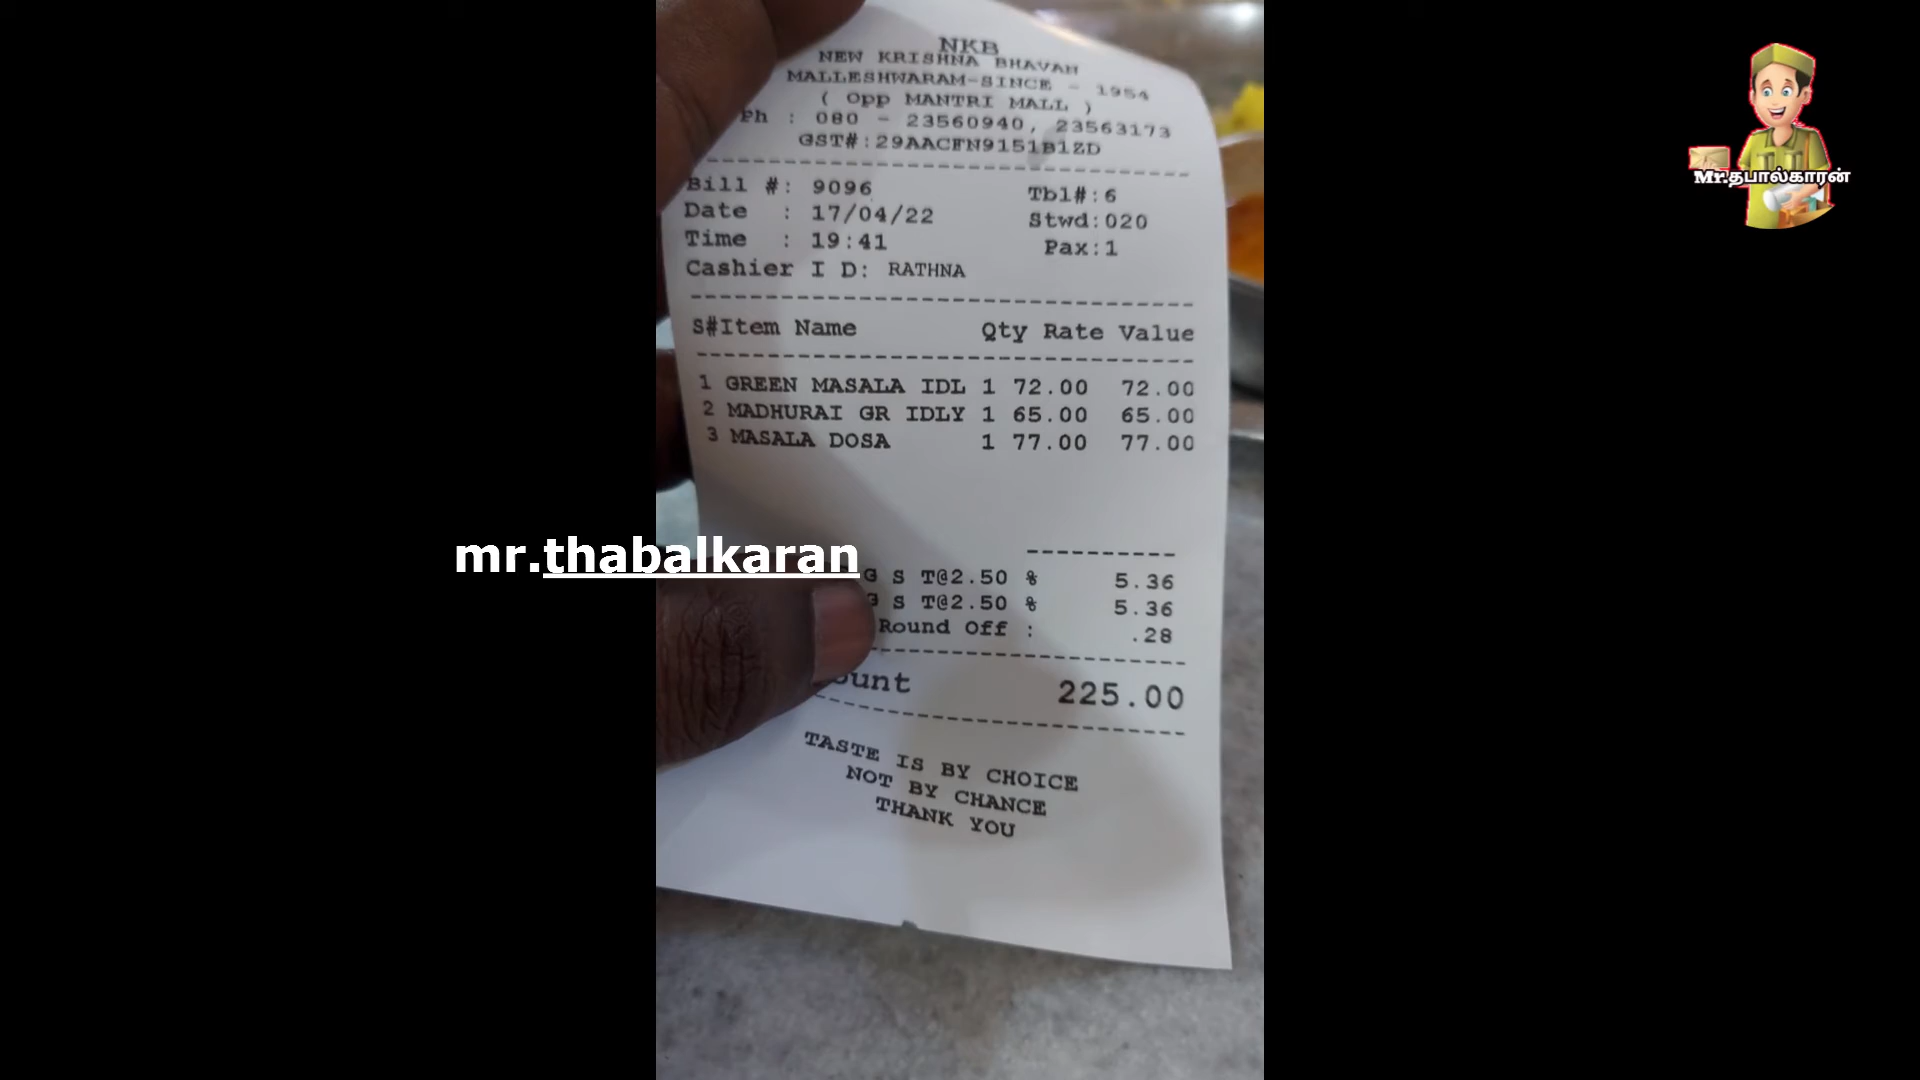 NKB
NEW KRISHNA BHAVAN
MALLESHWARAM-SINCE - 1954
( Opp MANTRI MALL )
Ph : 080 - 23560940, 23563173
GST#:29AACFN9151B1ZD
Bill #: 9096 Tbl#:6
Date : 17/04/22 Stwd:020
Time : 19:41 Pax:1
Cashier I D: RATHNA
S#Item Name Qty Rate Value
1 GREEN MASALA IDL 1 72.00 72.00
2 MADHURAI GR IDLY 1 65.00 65.00
3 MASALA DOSA 1 77.00 77.00
G S T@2.50 % 5.36
G S T@2.50 % 5.36
Round Off : .28
225.00
TASTE IS BY CHOICE
NOT BY CHANCE
THANK YOU
mr.thabalkaran
Mr.தபால்காரன்